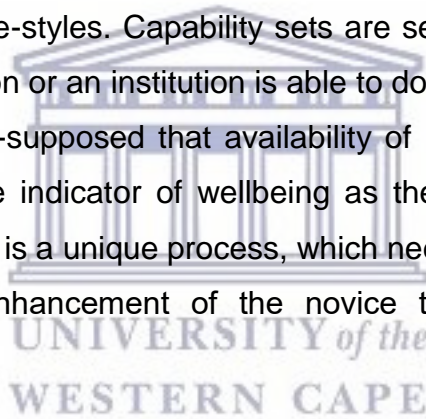 e-styles. Capability sets are se
on or an institution is able to do
-supposed that availability of
e indicator of wellbeing as the
is a unique process, which nee
nhancement of the novice t
UNIVERSITY of the
WESTERN CAPE